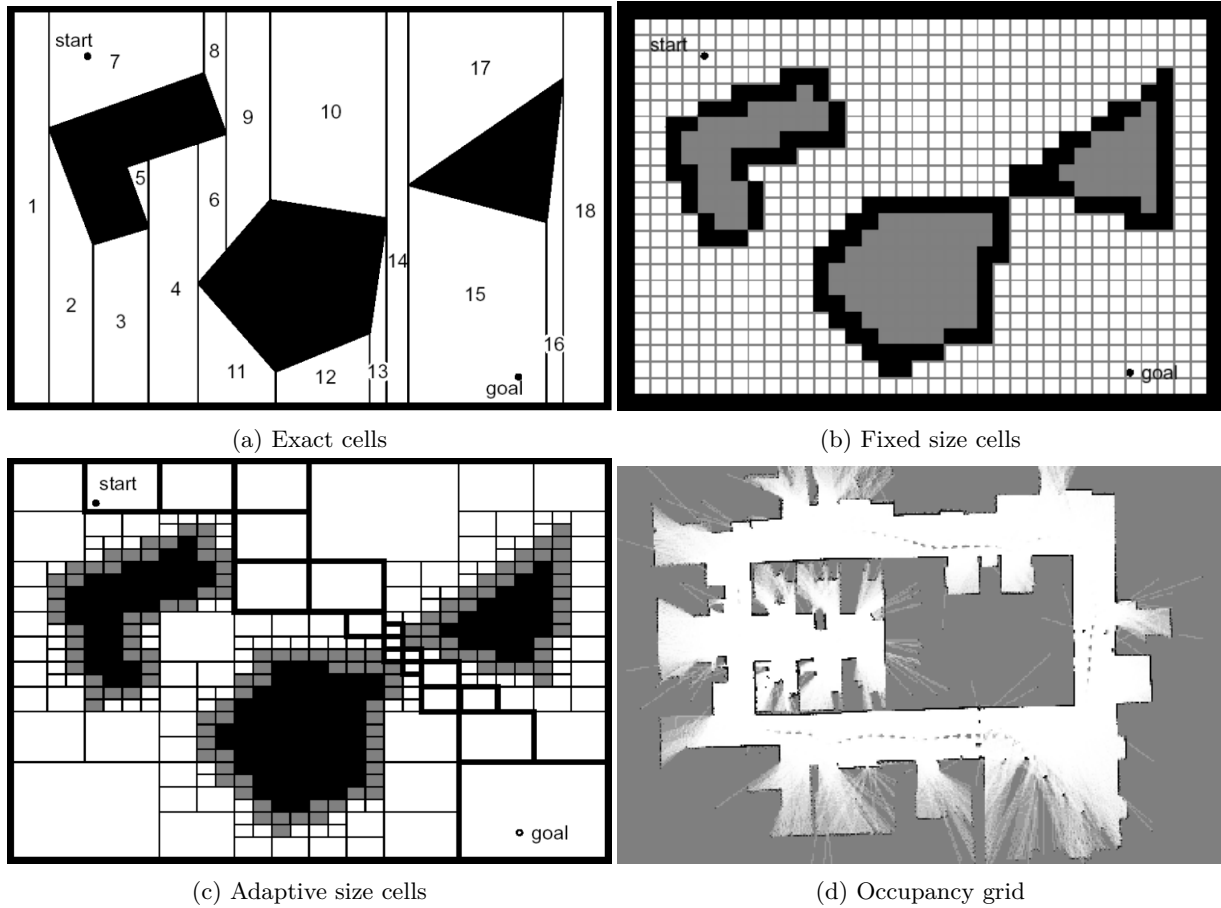 start
7
8
9
10
17
1
5
6
18
2
3
4
14
15
11
12
13
16
goal
(a) Exact cells
start
goal
(b) Fixed size cells
start
goal
(c) Adaptive size cells
(d) Occupancy grid